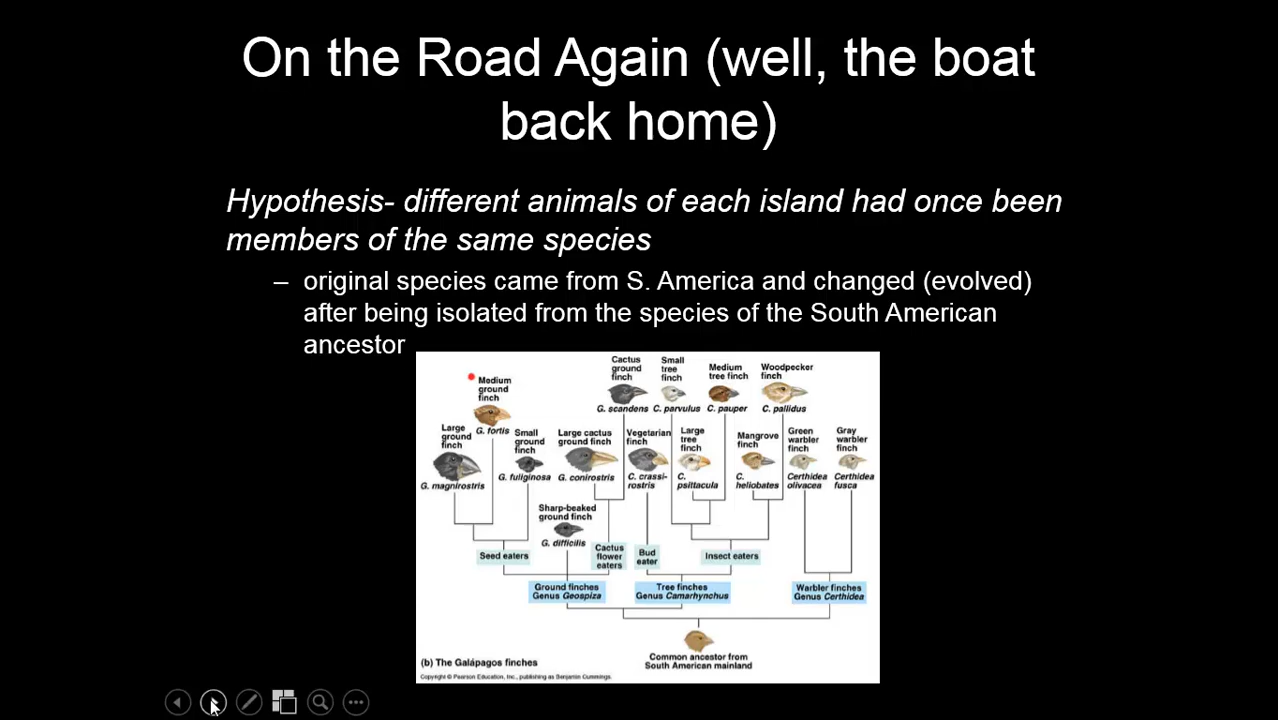 On the Road Again (well, the boat
back home)
Hypothesis- different animals of each island had once been
members of the same species
– original species came from S. America and changed (evolved)
after being isolated from the species of the South American
ancestor
Medium
ground
finch
G. fortis
Cactus
ground
finch
G. scandens
Small
tree
finch
C. parvulus
Medium
tree finch
C. pauper
Woodpecker
finch
C. pallidus
Large
ground
finch
G. magnirostris
Small
ground
finch
G. fuliginosa
Large cactus
ground finch
G. conirostris
Vegetarian
finch
C. crassi-
rostris
Large
tree
finch
C.
psittacula
Mangrove
finch
C.
heliobates
Green
warbler
finch
Certhidea
olivacea
Gray
warbler
finch
Certhidea
fusca
Sharp-beaked
ground finch
G. difficilis
Seed eaters
Cactus
flower
eaters
Bud
eater
Insect eaters
Ground finches
Genus Geospiza
Tree finches
Genus Camarhynchus
Warbler finches
Genus Certhidea
Common ancestor from
South American mainland
(b) The Galápagos finches
Copyright © Pearson Education, Inc., publishing as Benjamin Cummings.